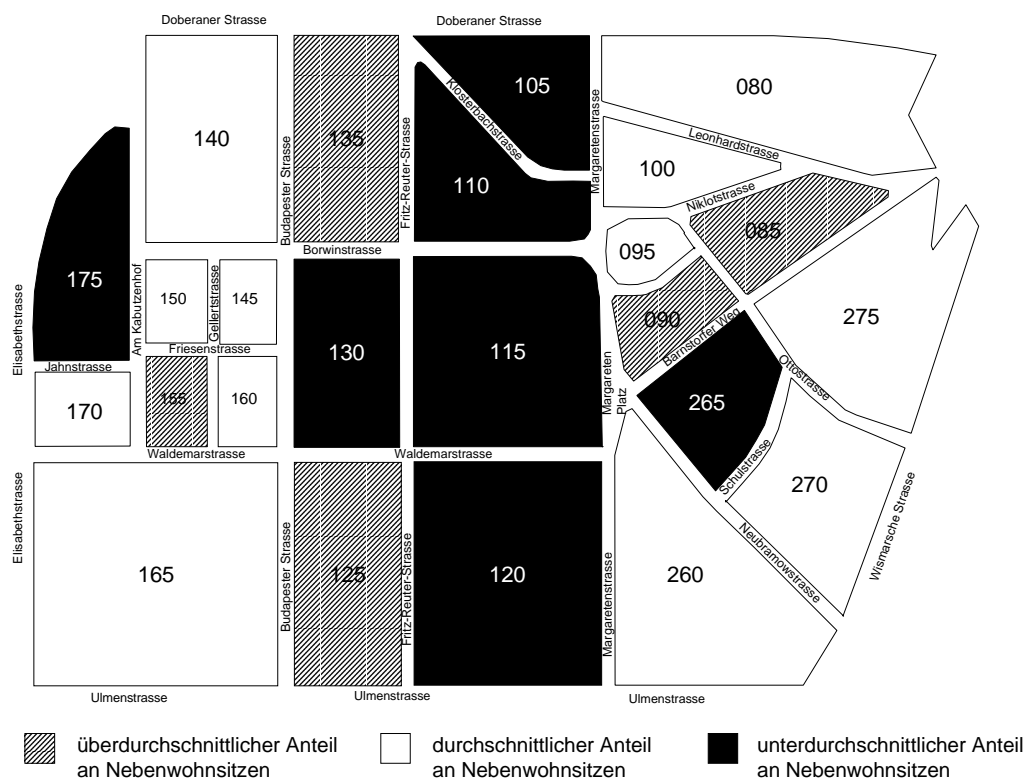 Doberaner Strasse
Doberaner Strasse
140
135
105
080
Budapester Strasse
Fritz-Reuter-Strasse
Klosterbachstrasse
Margaretenstrasse
Leonhardstrasse
100
110
Niklotstrasse
085
Borwinstrasse
095
175
Elisabethstrasse
Am Kabutzenhof
150
Gellertstrasse
145
130
115
090
Barnstorfer Weg
275
Friesenstrasse
Jahnstrasse
170
155
160
Margareten
Platz
265
Ottostrasse
Waldemarstrasse
Waldemarstrasse
Schulstrasse
270
Elisabethstrasse
165
Budapester Strasse
125
Fritz-Reuter-Strasse
120
Margaretenstrasse
260
Neubramowstrasse
Wismarsche Strasse
Ulmenstrasse
Ulmenstrasse
Ulmenstrasse
überdurchschnittlicher Anteil
an Nebenwohnsitzen
durchschnittlicher Anteil
an Nebenwohnsitzen
unterdurchschnittlicher Anteil
an Nebenwohnsitzen